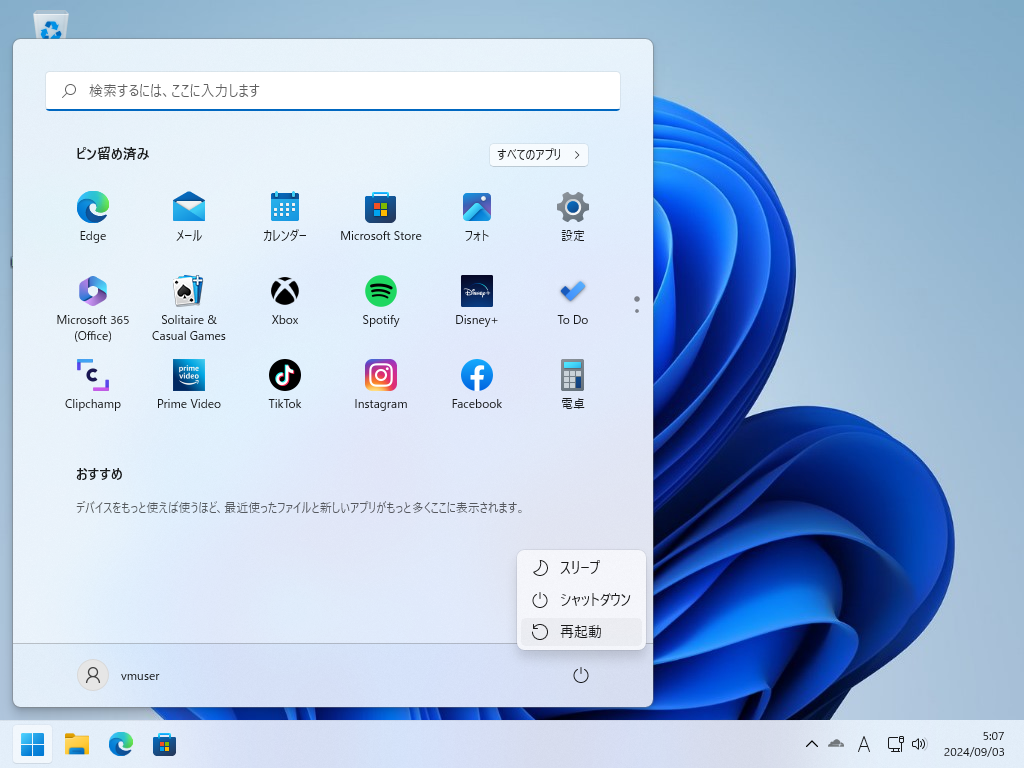 検索するには、ここに入力します
ピン留め済み
すべてのアプリ
Edge
メール
カレンダー
Microsoft Store
フォト
設定
Microsoft 365
(Office)
Solitaire &
Casual Games
Xbox
Spotify
Disney+
Disney+
To Do
prime
video
Clipchamp
Prime Video
TikTok
Instagram
Facebook
電卓
おすすめ
デバイスをもっと使えば使うほど、最近使ったファイルと新しいアプリがもっと多くここに表示されます。
スリープ
シャットダウン
再起動
vmuser
A
5:07
2024/09/03